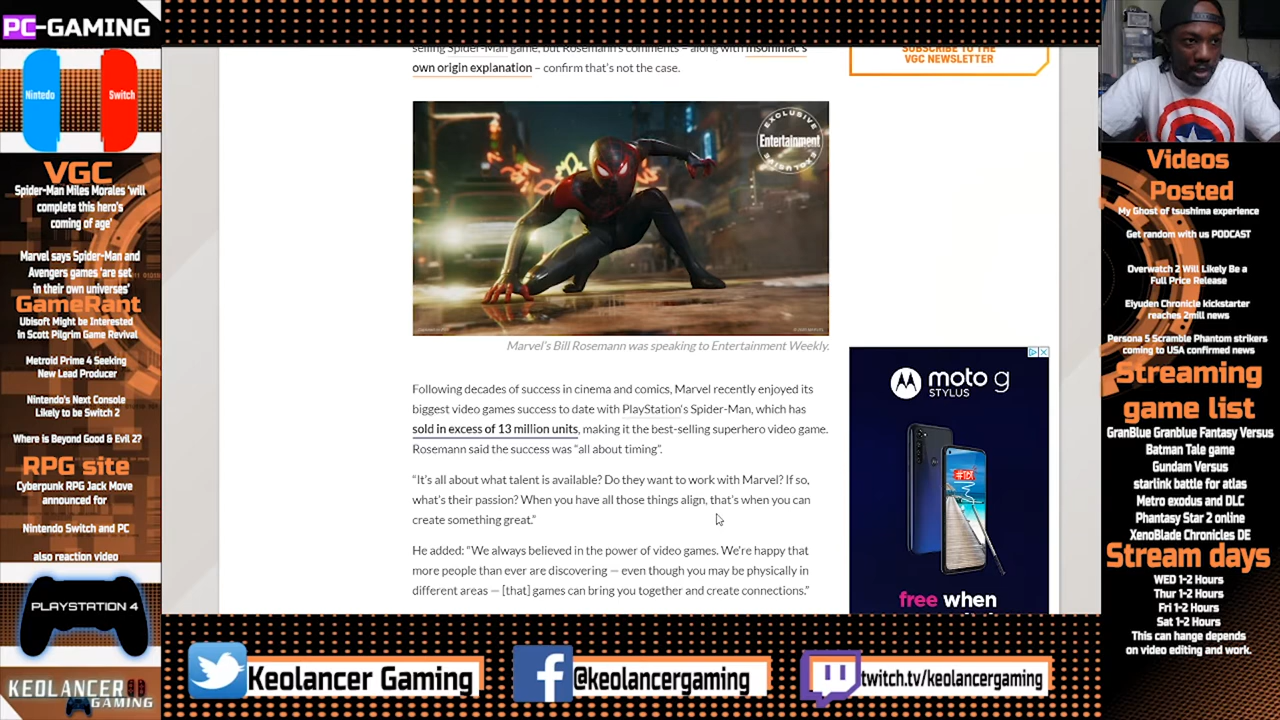 PC-GAMING
Nintedo
Switch
VGC
Spider-Man Miles Morales 'will
complete this hero's
coming of age'
Marvel says Spider-Man and
Avengers games 'are set
in their own universes'
GameRant
Ubisoft Might be Interested
in Scott Pilgrim Game Revival
Metroid Prime 4 Seeking
New Lead Producer
Nintendo's Next Console
Likely to be Switch 2
Where is Beyond Good & Evil 2?
RPG site
Cyberpunk RPG Jack Move
announced for
Nintendo Switch and PC
also reaction video
PLAYSTATION 4
KEOLANCER
GAMING
selling Spider-Man game, but Rosemann's comments – along with Insomniac's
own origin explanation – confirm that's not the case.
EXCLUSIVE
Entertainment
EXCLUSIVE
Marvel's Bill Rosemann was speaking to Entertainment Weekly.
Following decades of success in cinema and comics, Marvel recently enjoyed its
biggest video games success to date with PlayStation's Spider-Man, which has
sold in excess of 13 million units, making it the best-selling superhero video game.
Rosemann said the success was "all about timing".
"It's all about what talent is available? Do they want to work with Marvel? If so,
what's their passion? When you have all those things align, that's when you can
create something great."
He added: "We always believed in the power of video games. We're happy that
more people than ever are discovering — even though you may be physically in
different areas — [that] games can bring you together and create connections."
SUBSCRIBE TO THE
VGC NEWSLETTER
moto g
STYLUS
#TBT
free when
Videos
Posted
My Ghost of tsushima experience
Get random with us PODCAST
Overwatch 2 Will Likely Be a
Full Price Release
Eiyuden Chronicle kickstarter
reaches 2mill news
Persona 5 Scramble Phantom strikers
coming to USA confirmed news
Streaming
game list
GranBlue Granblue Fantasy Versus
Batman Tale game
Gundam Versus
starlink battle for atlas
Metro exodus and DLC
Phantasy Star 2 online
XenoBlade Chronicles DE
Stream days
WED 1-2 Hours
Thur 1-2 Hours
Fri 1-2 Hours
Sat 1-2 Hours
This can hange depends
on video editing and work.
Keolancer Gaming
@keolancergaming
twitch.tv/keolancergaming